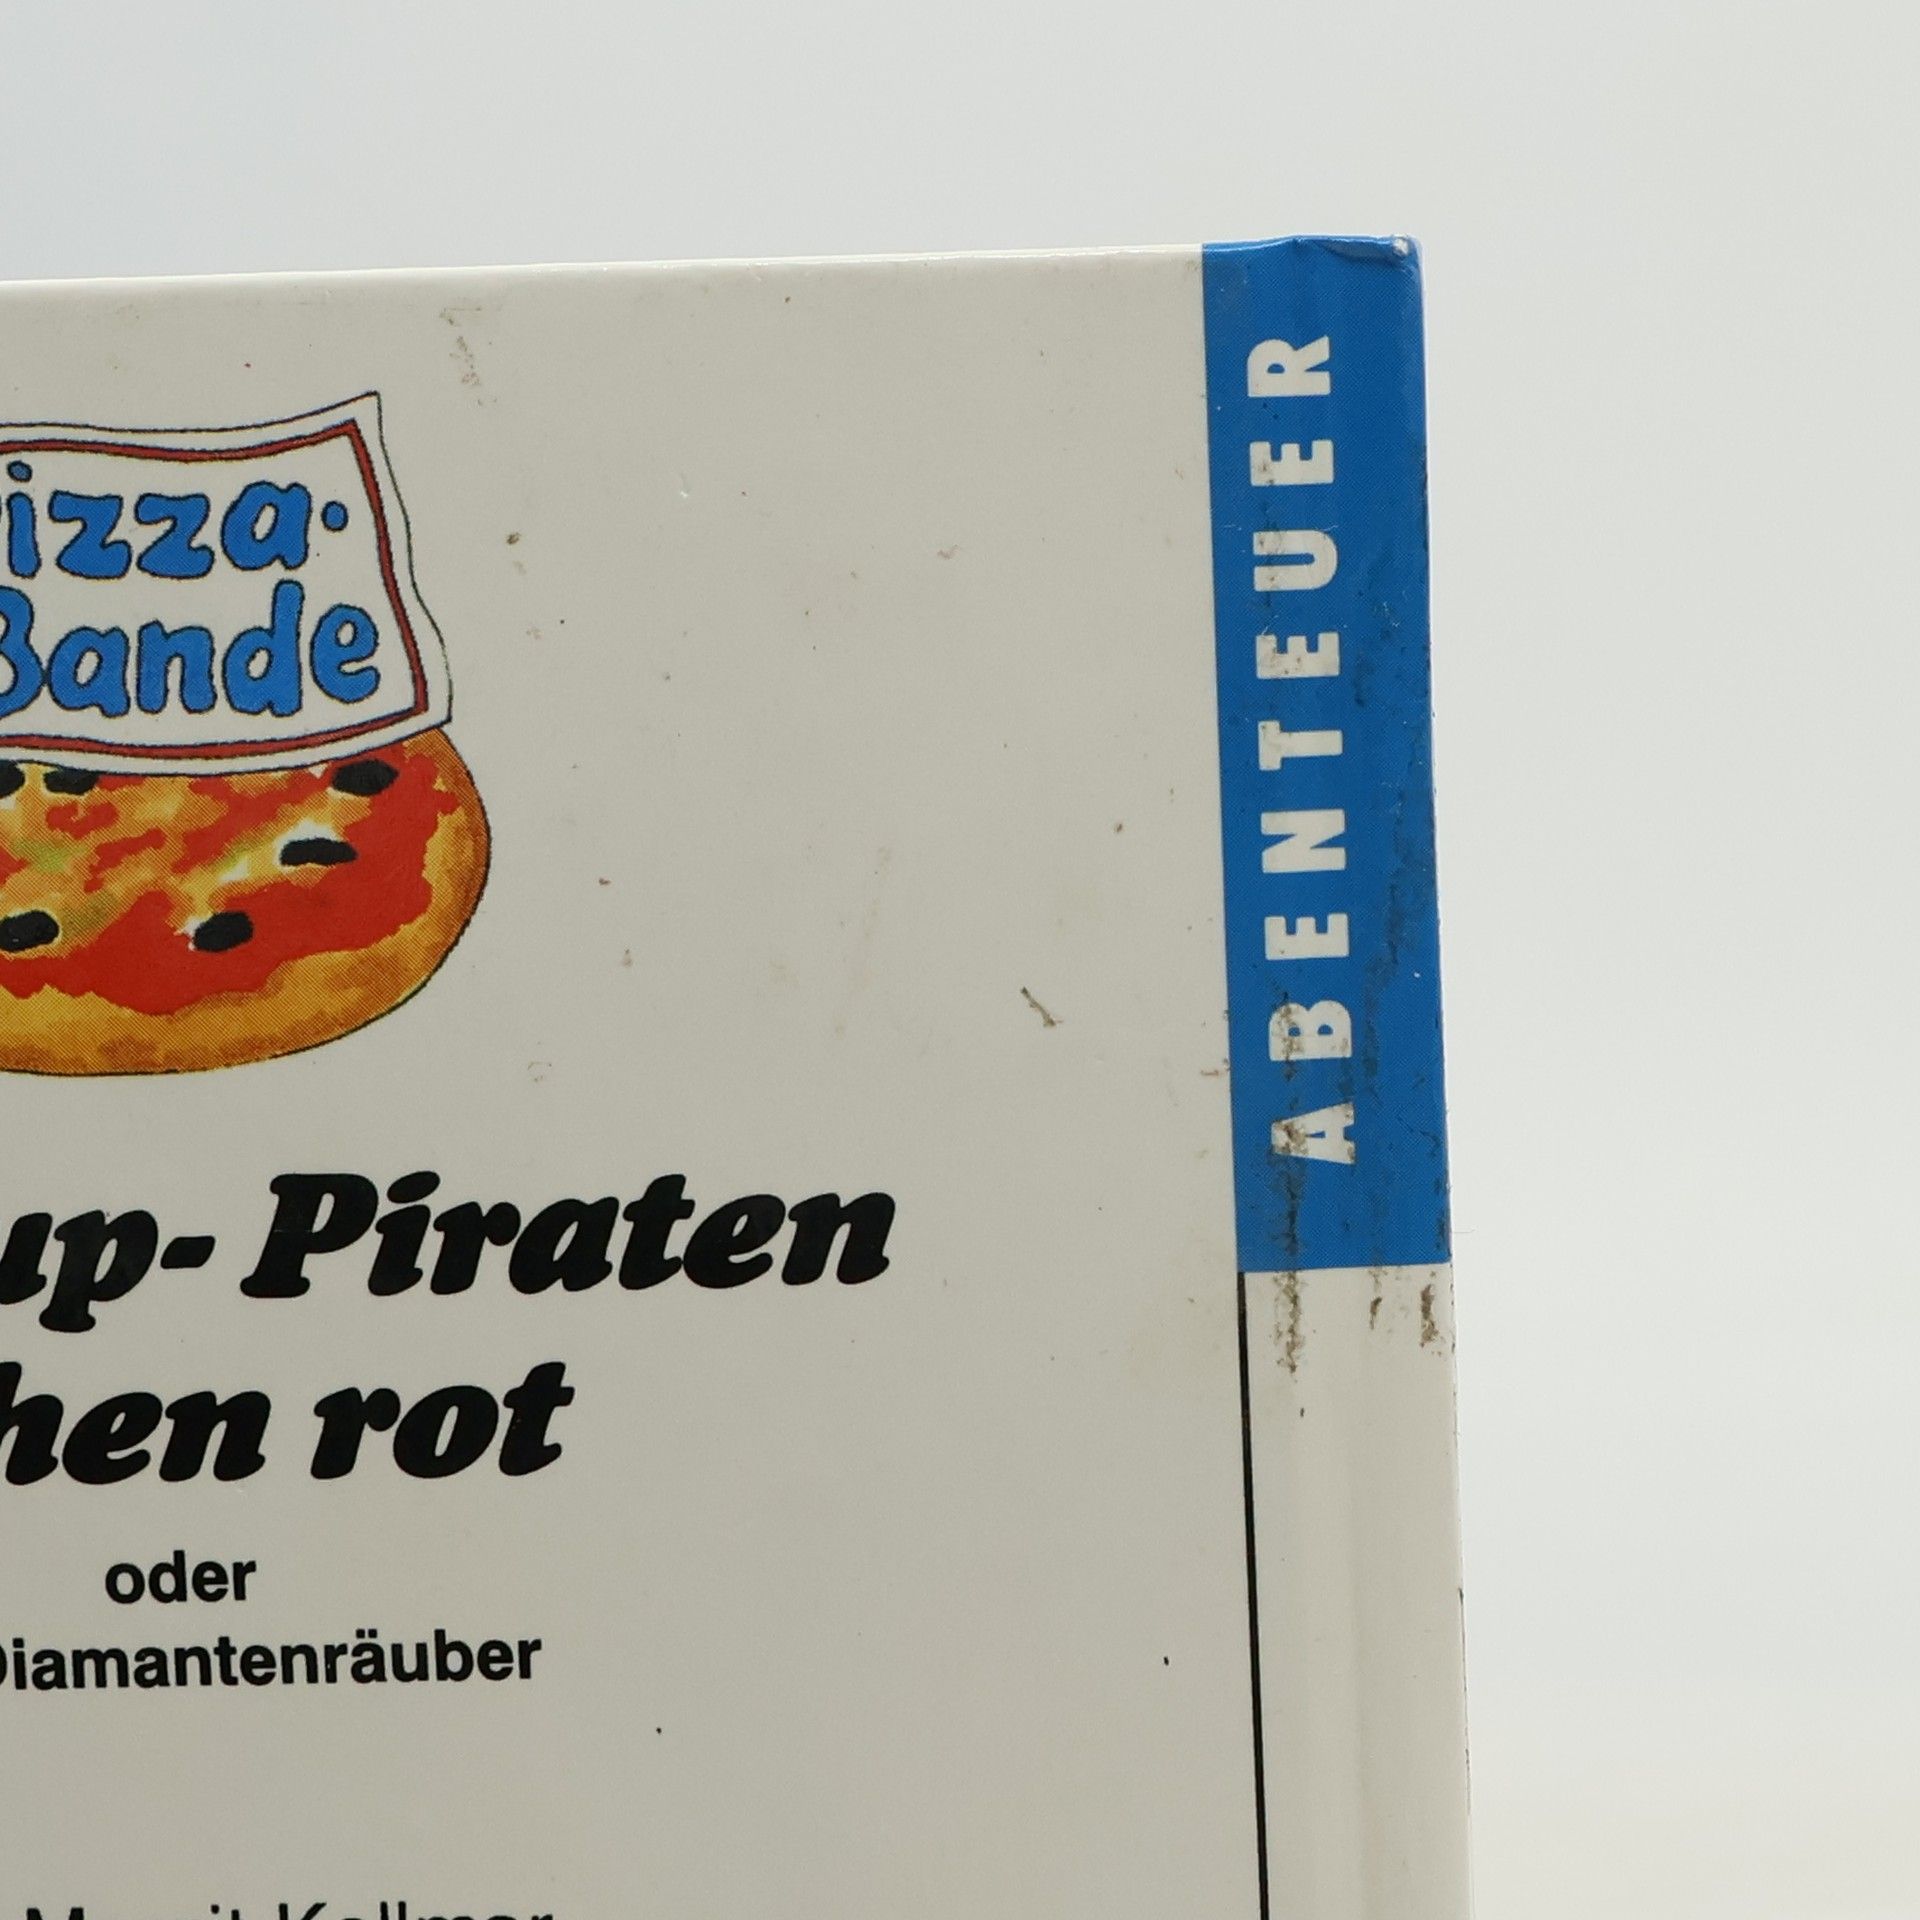 izza-
Bande
ABENTEUER
up-Piraten
hen rot
oder
Diamantenräuber